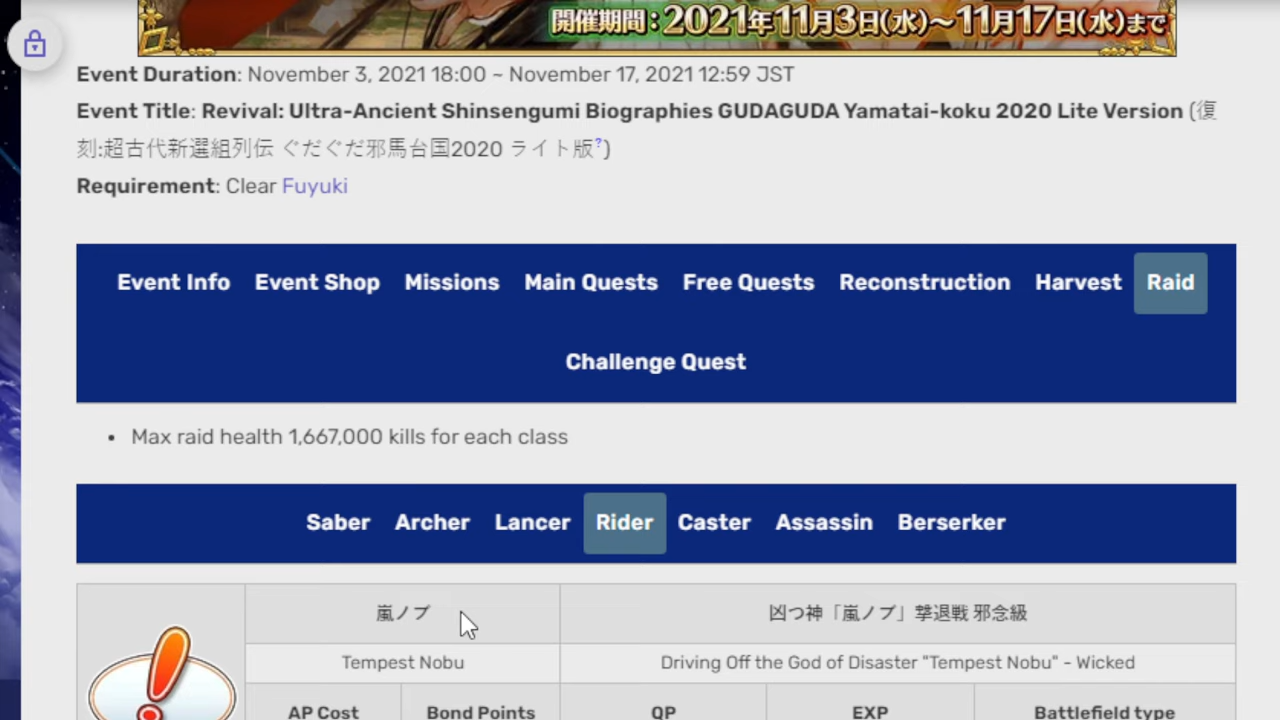 開催期間：2021年11月3日(水)～11月17日(水)まで
Event Duration: November 3, 2021 18:00 ~ November 17, 2021 12:59 JST
Event Title: Revival: Ultra-Ancient Shinsengumi Biographies GUDAGUDA Yamatai-koku 2020 Lite Version (復
刻:超古代新選組列伝 ぐだぐだ邪馬台国2020 ライト版?)
Requirement: Clear Fuyuki
Event Info Event Shop Missions Main Quests Free Quests Reconstruction Harvest Raid
Challenge Quest
• Max raid health 1,667,000 kills for each class
Saber Archer Lancer Rider Caster Assassin Berserker
嵐ノブ 凶つ神「嵐ノブ」撃退戦 邪念級
Tempest Nobu Driving Off the God of Disaster "Tempest Nobu" - Wicked
AP Cost Bond Points QP EXP Battlefield type